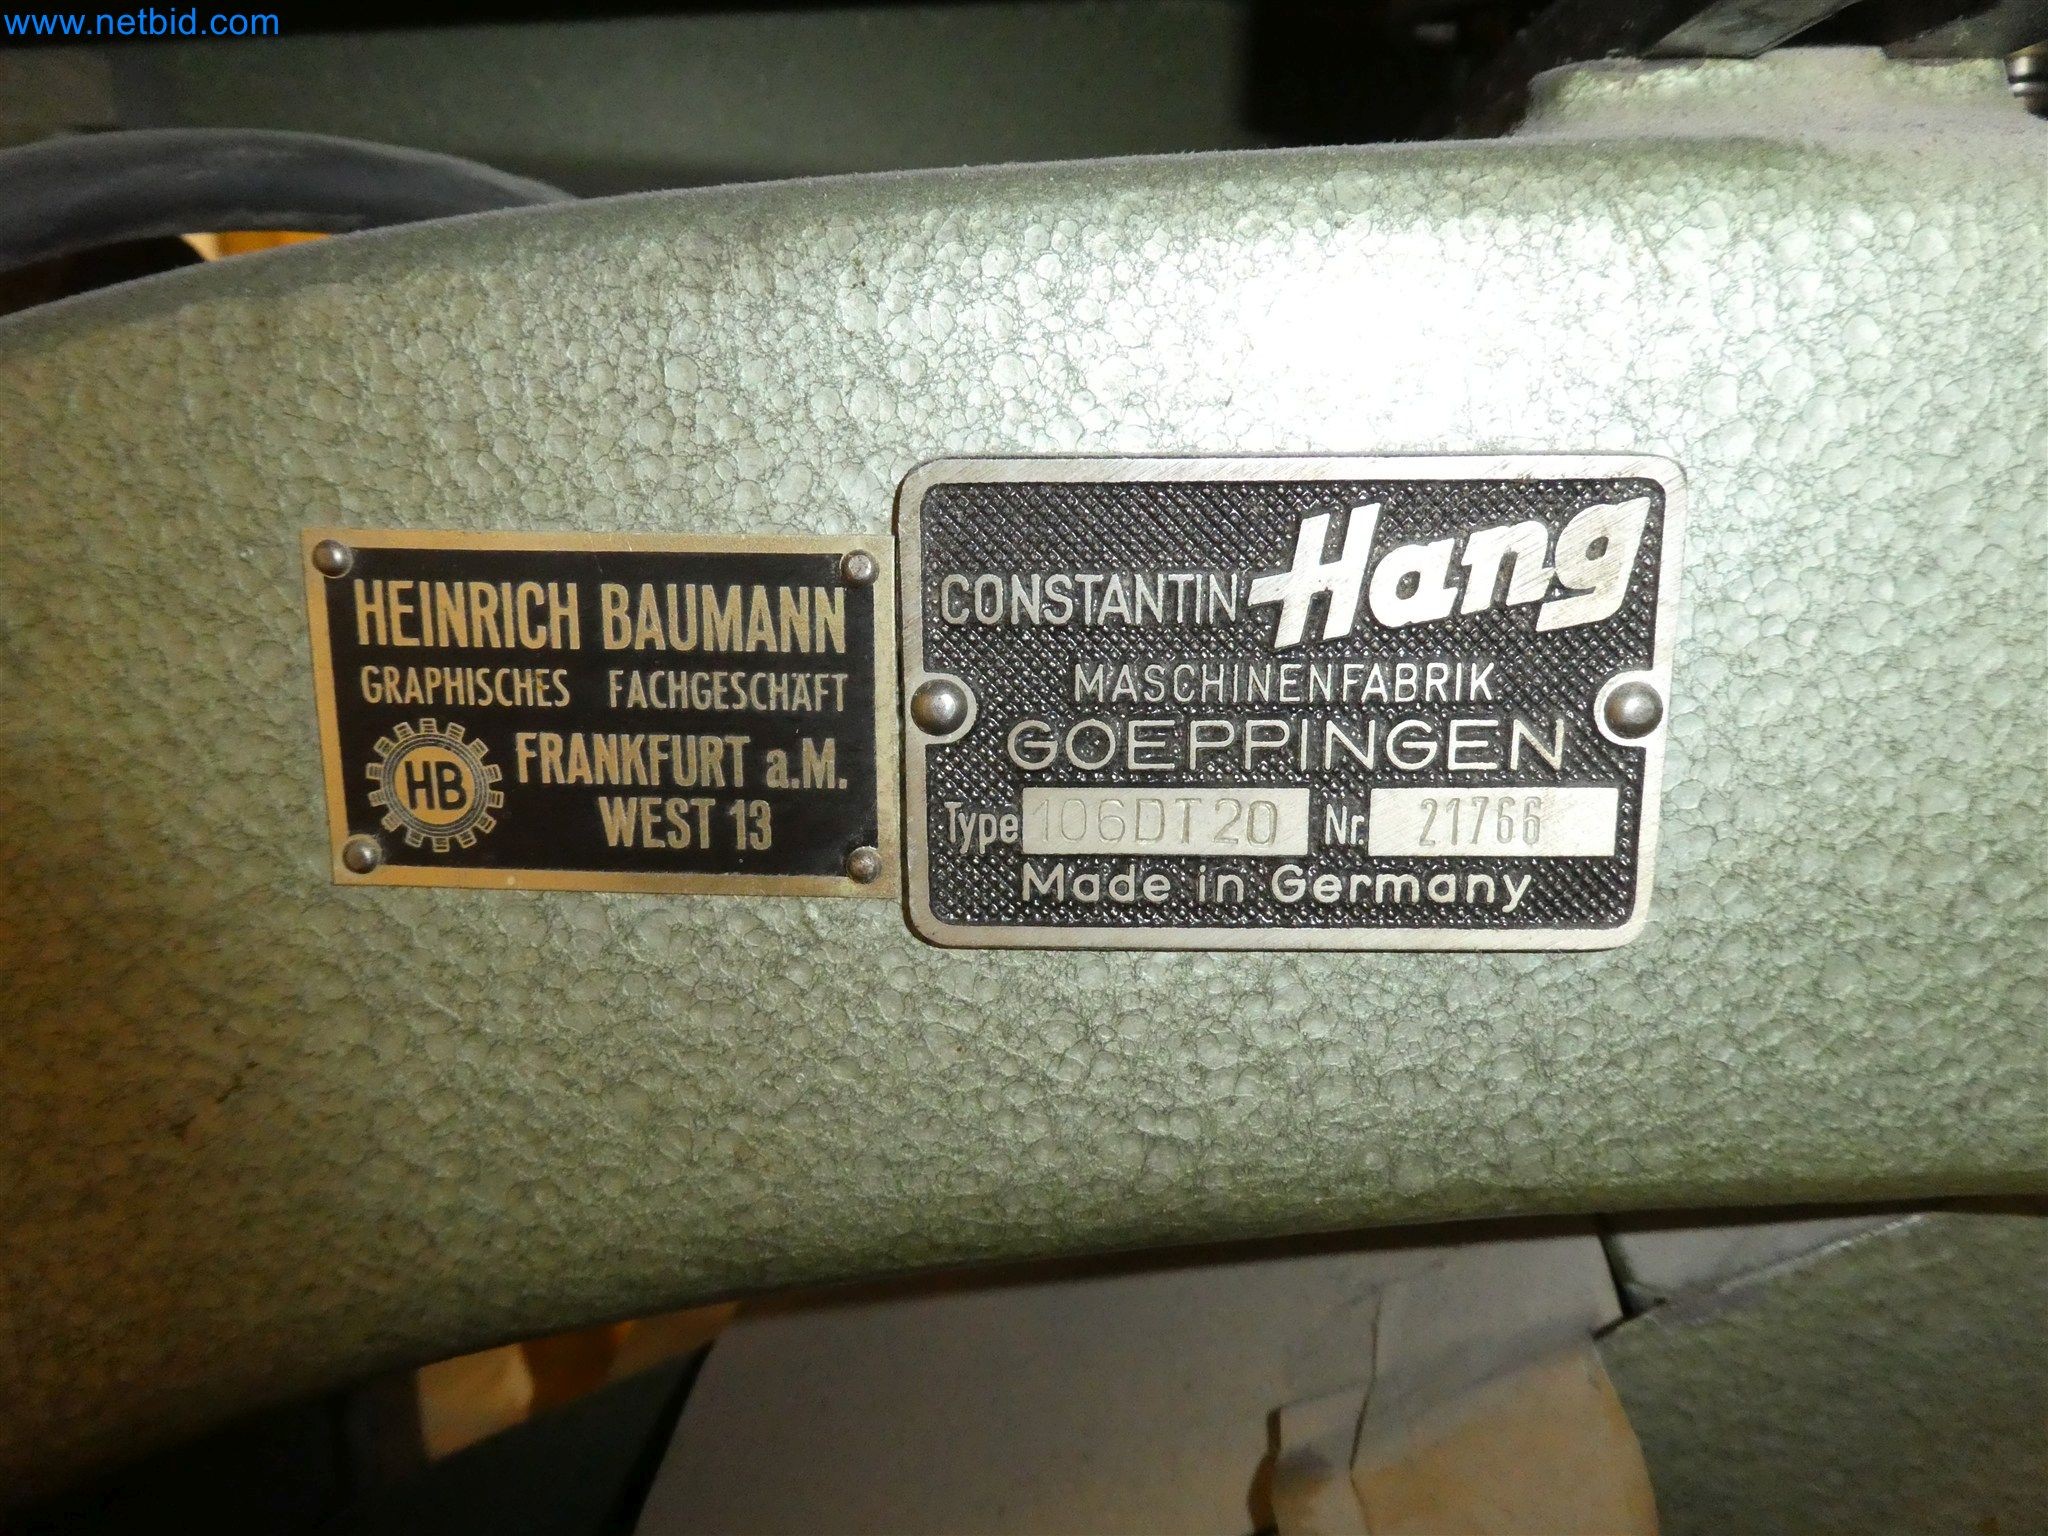 www.netbid.com
HEINRICH BAUMANN
GRAPHISCHES FACHGESCHÄFT
HB
FRANKFURT a.M.
WEST 13
CONSTANTIN Hang
MASCHINENFABRIK
GOEPPINGEN
Type 106DT20 Nr. 21766
Made in Germany